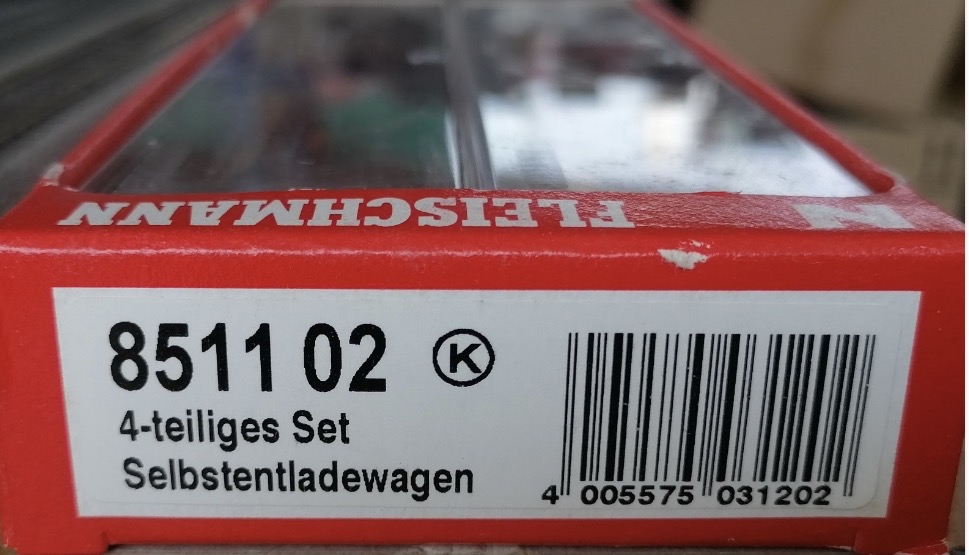 FLEISCHMANN N
8511 02 Ⓚ
4-teiliges Set
Selbstentladewagen
4 005575 031202